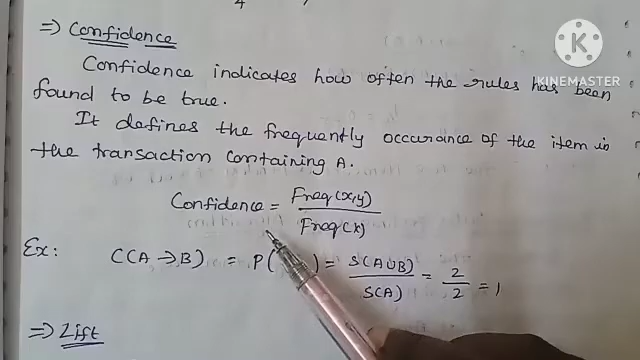 ⇒ Confidence
Confidence indicates how often the rules has been
found to be true.
It defines the frequently occurance of the item is
the transaction containing A.
Confidence = Freq(x,y) / Freq(x)
Ex: C(A→B) = P( ) = S(A∪B) / S(A) = 2/2 = 1
⇒ Lift
KINEMASTER